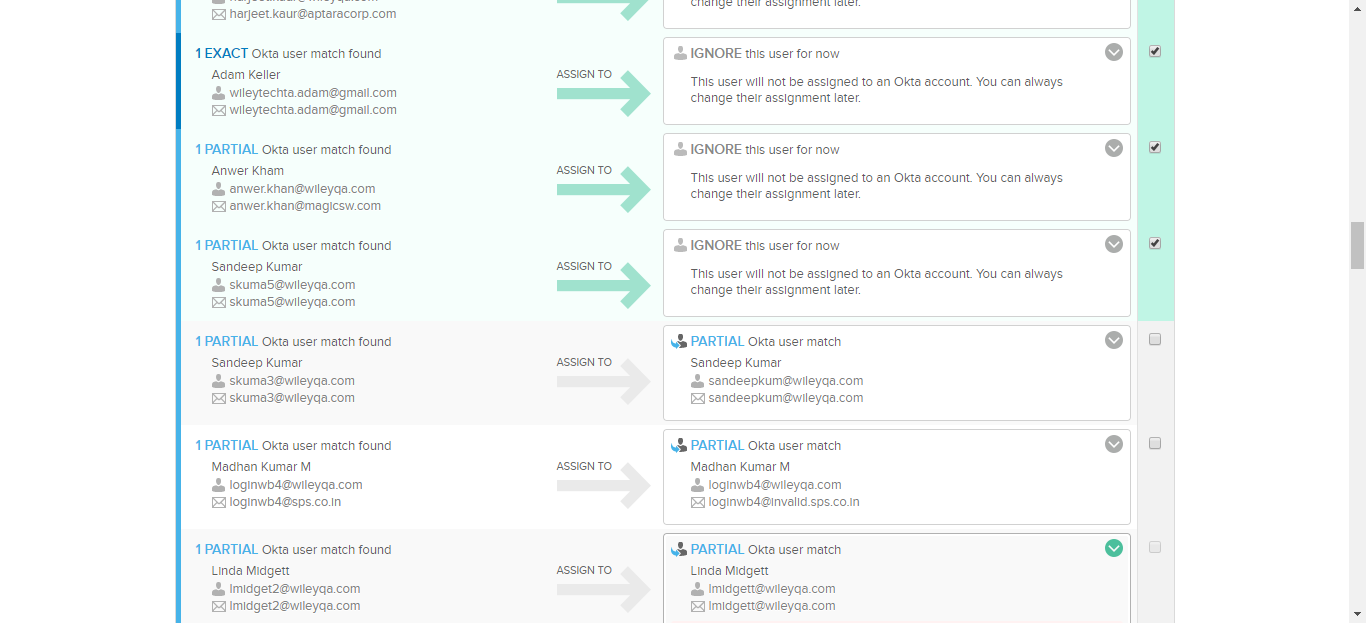 harjeet.kaur@aptaracorp.com
change their assignment later.
1 EXACT Okta user match found
Adam Keller
wileytechta.adam@gmail.com
wileytechta.adam@gmail.com
ASSIGN TO
IGNORE this user for now
This user will not be assigned to an Okta account. You can always
change their assignment later.
1 PARTIAL Okta user match found
Anwer Kham
anwer.khan@wileyqa.com
anwer.khan@magicsw.com
ASSIGN TO
IGNORE this user for now
This user will not be assigned to an Okta account. You can always
change their assignment later.
1 PARTIAL Okta user match found
Sandeep Kumar
skuma5@wileyqa.com
skuma5@wileyqa.com
ASSIGN TO
IGNORE this user for now
This user will not be assigned to an Okta account. You can always
change their assignment later.
1 PARTIAL Okta user match found
Sandeep Kumar
skuma3@wileyqa.com
skuma3@wileyqa.com
ASSIGN TO
PARTIAL Okta user match
Sandeep Kumar
sandeepkum@wileyqa.com
sandeepkum@wileyqa.com
1 PARTIAL Okta user match found
Madhan Kumar M
loginwb4@wileyqa.com
loginwb4@sps.co.in
ASSIGN TO
PARTIAL Okta user match
Madhan Kumar M
loginwb4@wileyqa.com
loginwb4@invalid.sps.co.in
1 PARTIAL Okta user match found
Linda Midgett
lmidget2@wileyqa.com
lmidget2@wileyqa.com
ASSIGN TO
PARTIAL Okta user match
Linda Midgett
lmidgett@wileyqa.com
lmidgett@wileyqa.com